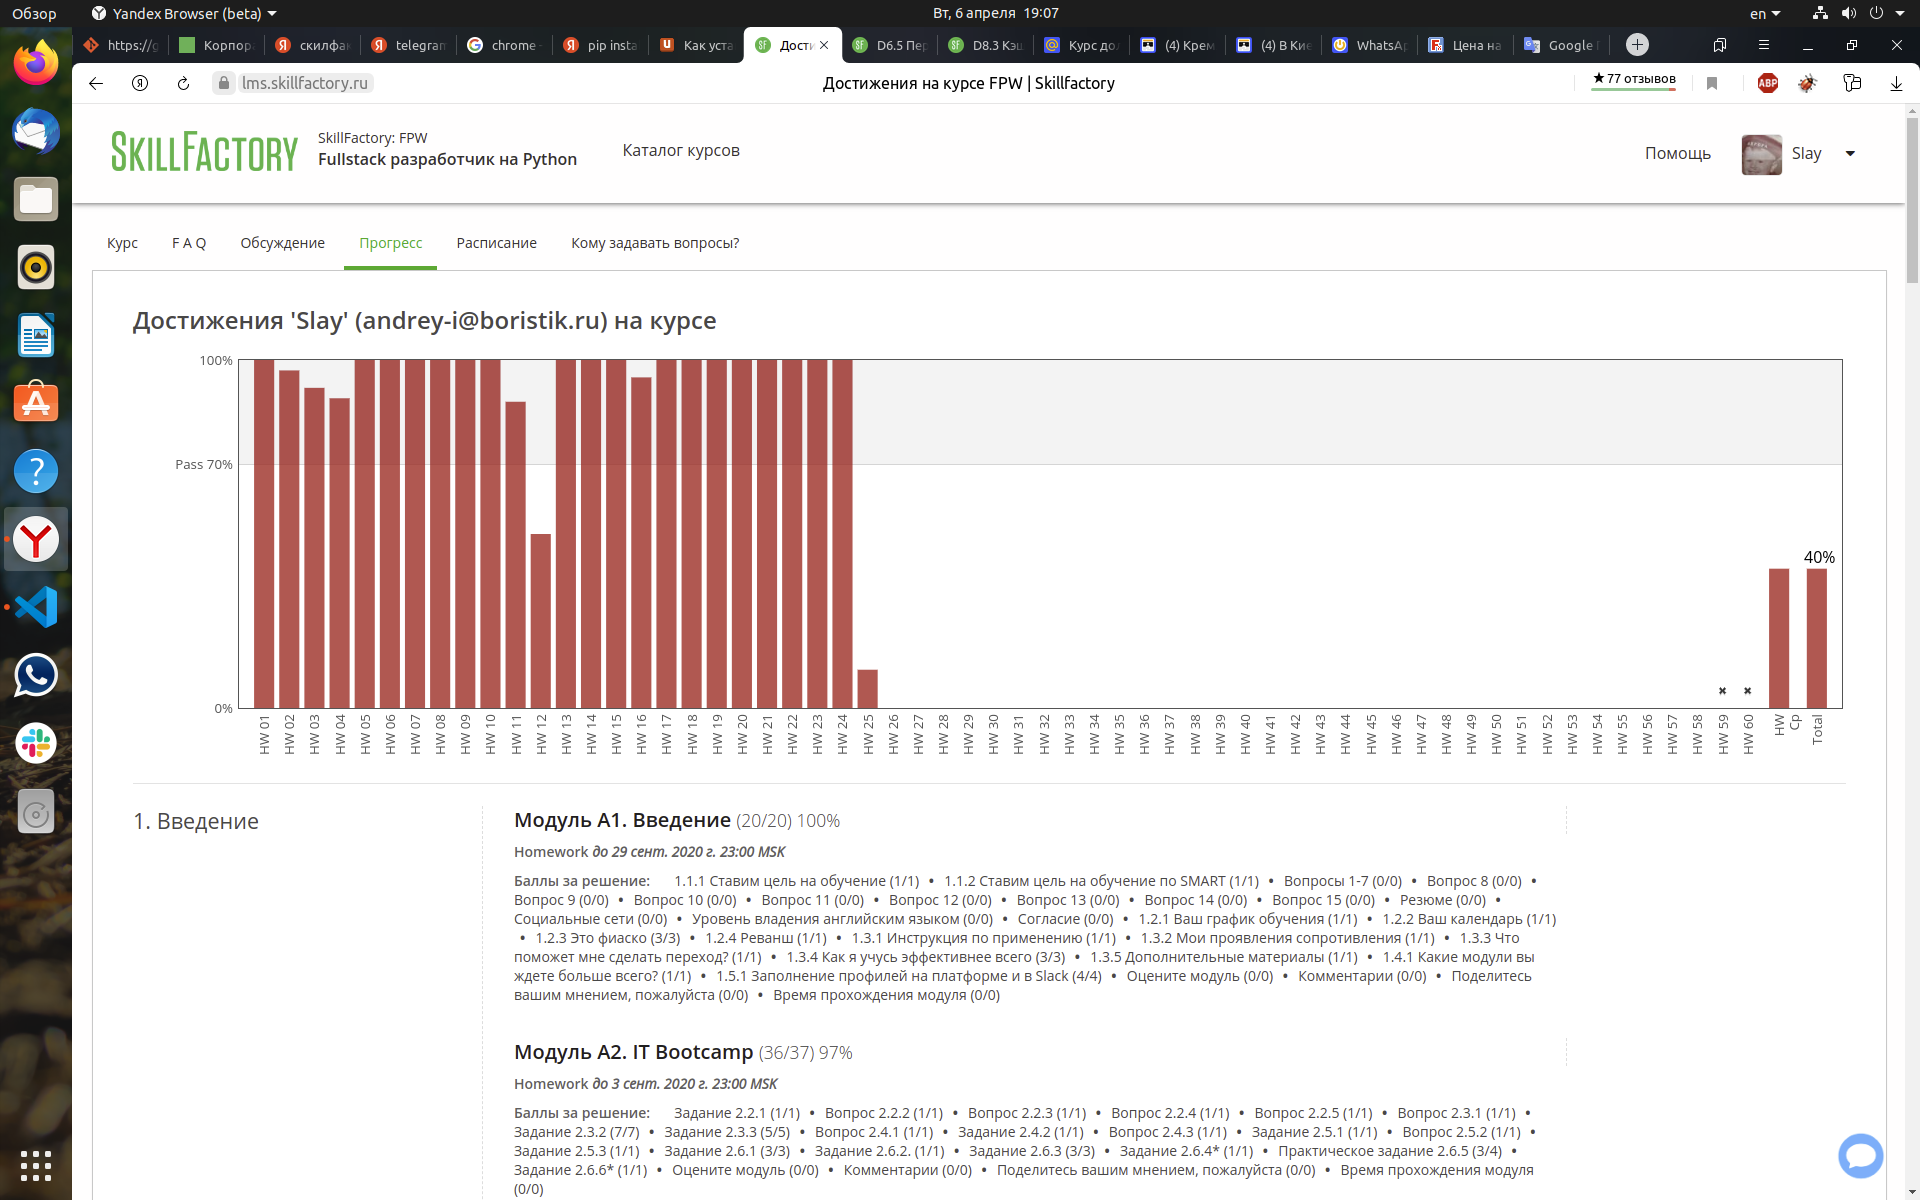 Обзор
Yandex Browser (beta)
Вт, 6 апреля 19:07
en
https://g
Корпор
скилфак
telegram
chrome -
pip insta
Как уста
Дост
D6.5 Пер
D8.3 Кэш
Курс дол
(4) Крем
(4) В Кие
WhatsAp
Цена на
Google
lms.skillfactory.ru
Достижения на курсе FPW | Skillfactory
★ 77 отзывов
ABP
SKILLFACTORY
SkillFactory: FPW
Fullstack разработчик на Python
Каталог курсов
Помощь
Slay
Курс
F A Q
Обсуждение
Прогресс
Расписание
Кому задавать вопросы?
Достижения 'Slay' (andrey-i@boristik.ru) на курсе
100%
Pass 70%
0%
40%
HW 01
HW 02
HW 03
HW 04
HW 05
HW 06
HW 07
HW 08
HW 09
HW 10
HW 11
HW 12
HW 13
HW 14
HW 15
HW 16
HW 17
HW 18
HW 19
HW 20
HW 21
HW 22
HW 23
HW 24
HW 25
HW 26
HW 27
HW 28
HW 29
HW 30
HW 31
HW 32
HW 33
HW 34
HW 35
HW 36
HW 37
HW 38
HW 39
HW 40
HW 41
HW 42
HW 43
HW 44
HW 45
HW 46
HW 47
HW 48
HW 49
HW 50
HW 51
HW 52
HW 53
HW 54
HW 55
HW 56
HW 57
HW 58
HW 59
HW 60
HW
Ср
Total
1. Введение
Модуль A1. Введение (20/20) 100%
Homework до 29 сент. 2020 г. 23:00 MSK
Баллы за решение: 1.1.1 Ставим цель на обучение (1/1) • 1.1.2 Ставим цель на обучение по SMART (1/1) • Вопросы 1-7 (0/0) • Вопрос 8 (0/0) •
Вопрос 9 (0/0) • Вопрос 10 (0/0) • Вопрос 11 (0/0) • Вопрос 12 (0/0) • Вопрос 13 (0/0) • Вопрос 14 (0/0) • Вопрос 15 (0/0) • Резюме (0/0) •
Социальные сети (0/0) • Уровень владения английским языком (0/0) • Согласие (0/0) • 1.2.1 Ваш график обучения (1/1) • 1.2.2 Ваш календарь (1/1)
• 1.2.3 Это фиаско (3/3) • 1.2.4 Реванш (1/1) • 1.3.1 Инструкция по применению (1/1) • 1.3.2 Мои проявления сопротивления (1/1) • 1.3.3 Что
поможет мне сделать переход? (1/1) • 1.3.4 Как я учусь эффективнее всего (3/3) • 1.3.5 Дополнительные материалы (1/1) • 1.4.1 Какие модули вы
ждете больше всего? (1/1) • 1.5.1 Заполнение профилей на платформе и в Slack (4/4) • Оцените модуль (0/0) • Комментарии (0/0) • Поделитесь
вашим мнением, пожалуйста (0/0) • Время прохождения модуля (0/0)
Модуль A2. IT Bootcamp (36/37) 97%
Homework до 3 сент. 2020 г. 23:00 MSK
Баллы за решение: Задание 2.2.1 (1/1) • Вопрос 2.2.2 (1/1) • Вопрос 2.2.3 (1/1) • Вопрос 2.2.4 (1/1) • Вопрос 2.2.5 (1/1) • Вопрос 2.3.1 (1/1) •
Задание 2.3.2 (7/7) • Задание 2.3.3 (5/5) • Вопрос 2.4.1 (1/1) • Задание 2.4.2 (1/1) • Вопрос 2.4.3 (1/1) • Задание 2.5.1 (1/1) • Вопрос 2.5.2 (1/1) •
Задание 2.5.3 (1/1) • Задание 2.6.1 (3/3) • Задание 2.6.2. (1/1) • Задание 2.6.3 (3/3) • Задание 2.6.4* (1/1) • Практическое задание 2.6.5 (3/4) •
Задание 2.6.6* (1/1) • Оцените модуль (0/0) • Комментарии (0/0) • Поделитесь вашим мнением, пожалуйста (0/0) • Время прохождения модуля
(0/0)